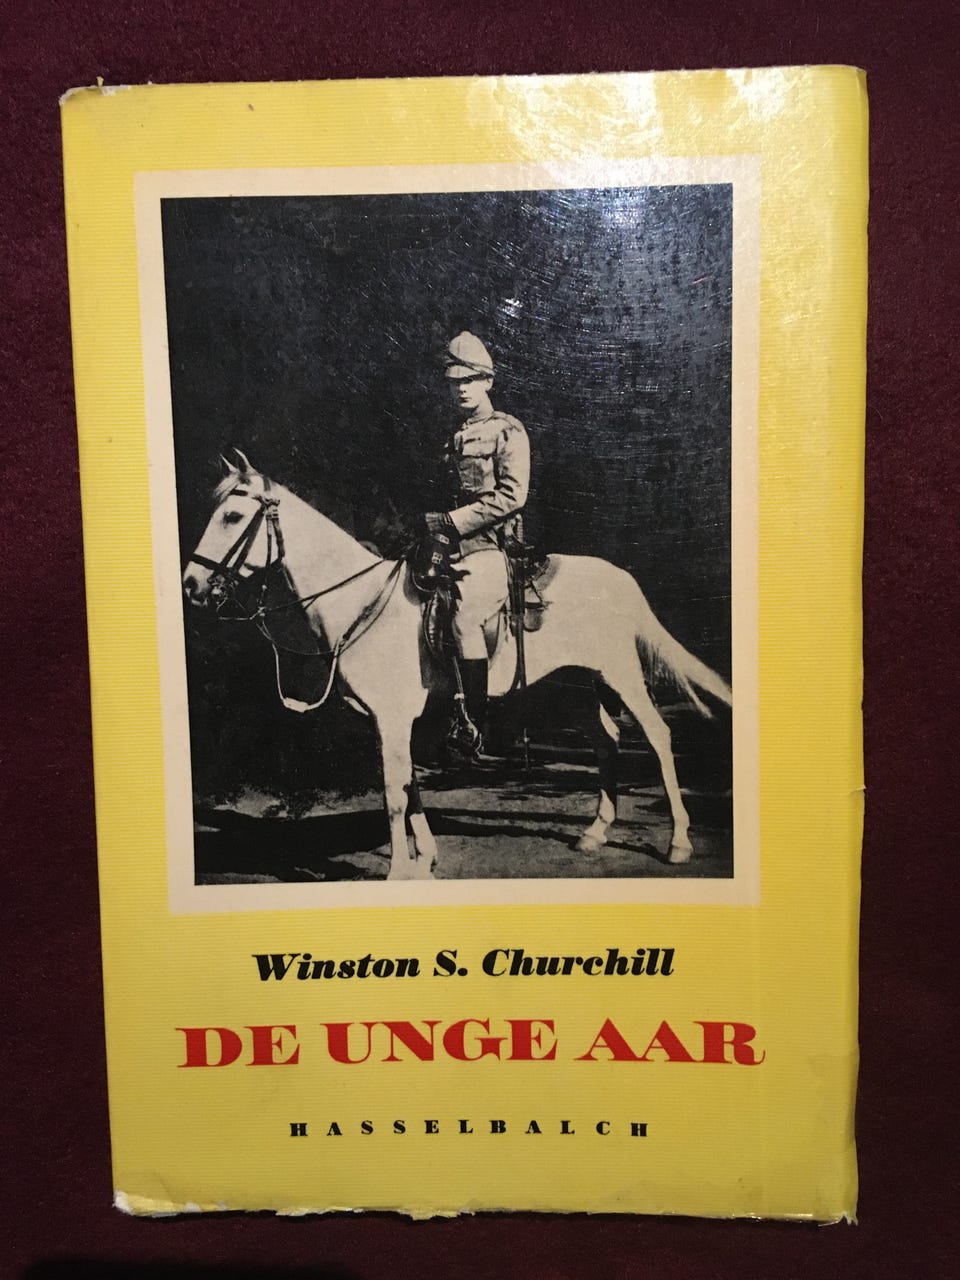 Winston S. Churchill
DE UNGE AAR
HASSELBALCH